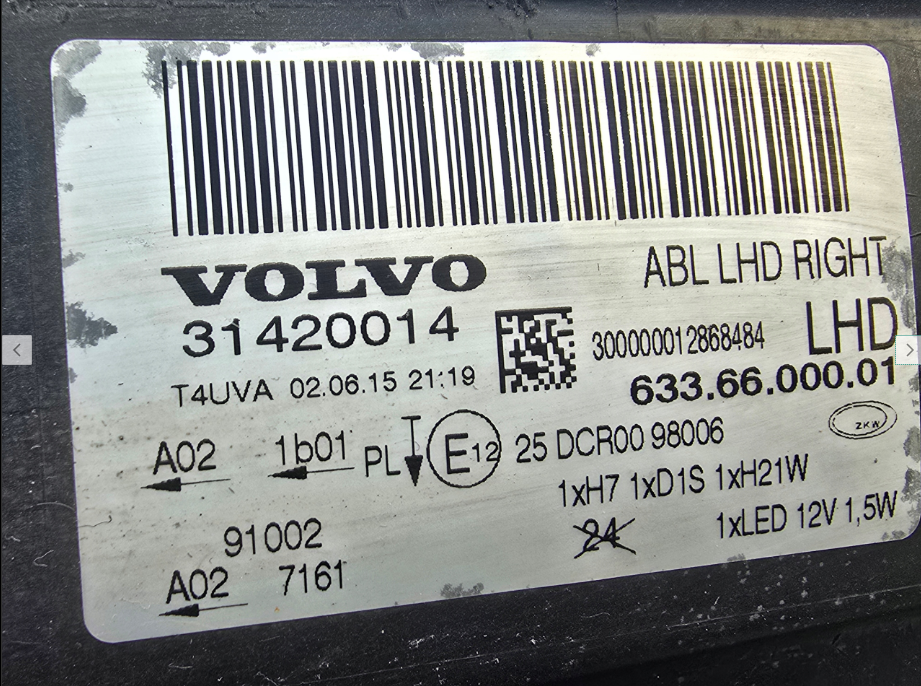 VOLVO ABL LHD RIGHT
31420014 300000012868484 LHD
T4UVA 02.06.15 21:19 633.66.000.01
A02 1b01 PL E12 25 DCR00 98006 ZKW
1xH7 1xD1S 1xH21W
91002 24 1xLED 12V 1,5W
A02 7161